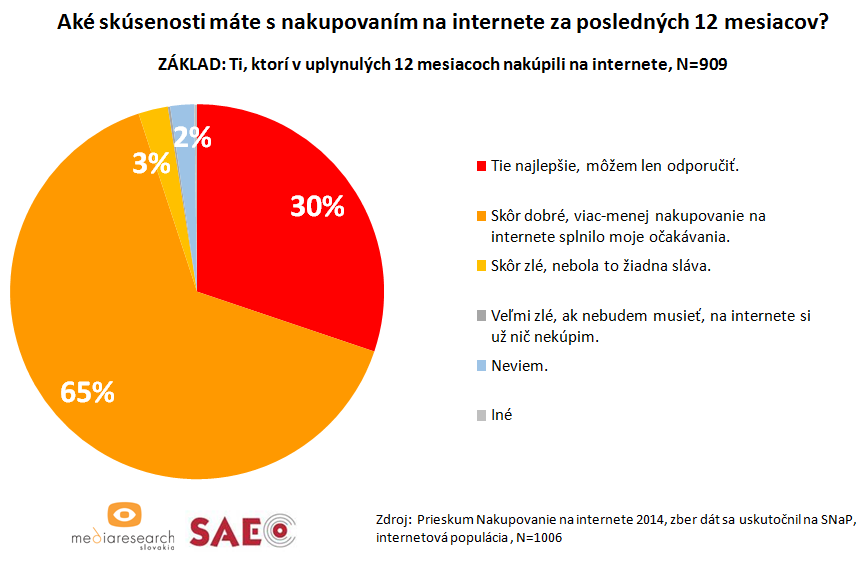 Aké skúsenosti máte s nakupovaním na internete za posledných 12 mesiacov?
ZÁKLAD: Ti, ktorí v uplynulých 12 mesiacoch nakúpili na internete, N=909
2%
3%
30%
65%
Tie najlepšie, môžem len odporučiť.
Skôr dobré, viac-menej nakupovanie na
internete splnilo moje očakávania.
Skôr zlé, nebola to žiadna sláva.
Veľmi zlé, ak nebudem musieť, na internete si
už nič nekúpim.
Neviem.
Iné
mediaresearch
slovakia
SAEC
Zdroj: Prieskum Nakupovanie na internete 2014, zber dát sa uskutočnil na SNaP,
internetová populácia, N=1006